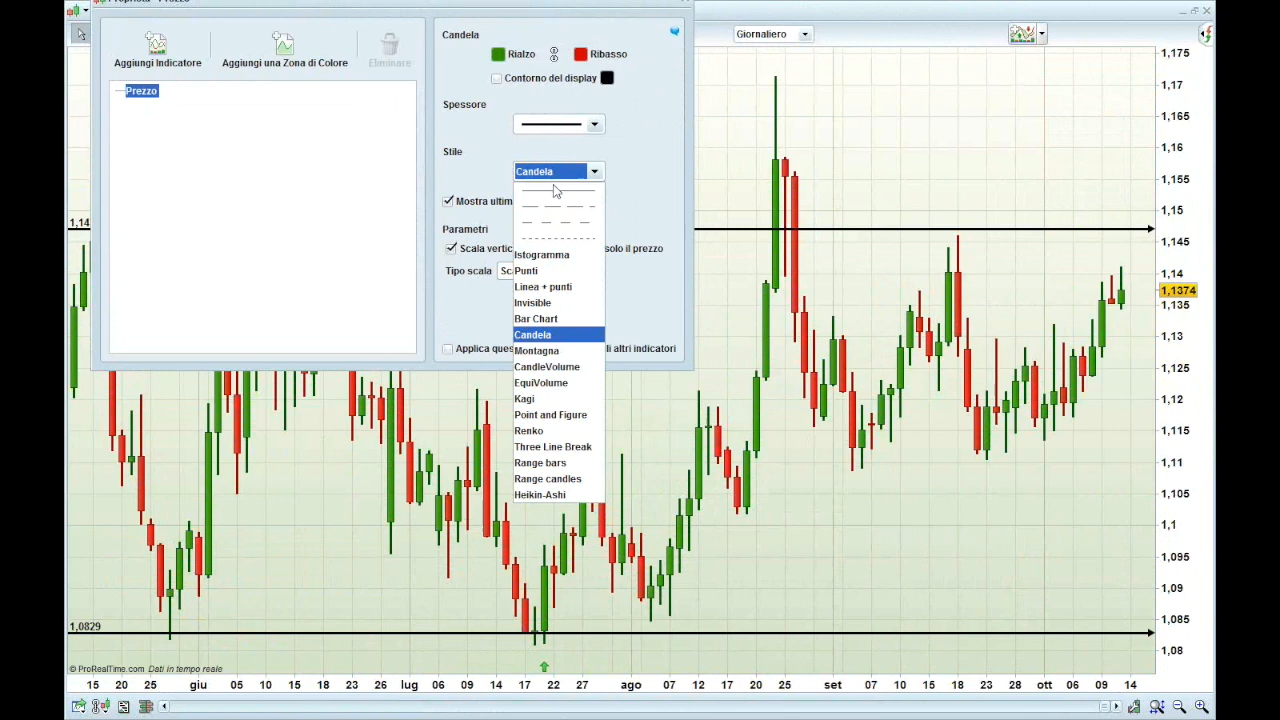 Aggiungi Indicatore
Aggiungi una Zona di Colore
Eliminare
Prezzo
Candela
Rialzo
Ribasso
Contorno del display
Spessore
Stile
Candela
Mostra ultim
Parametri
Scala vertic
solo il prezzo
Tipo scala
Sc
Applica ques
li altri indicatori
Istogramma
Punti
Linea + punti
Invisible
Bar Chart
Candela
Montagna
CandleVolume
EquiVolume
Kagi
Point and Figure
Renko
Three Line Break
Range bars
Range candles
Heikin-Ashi
Giornaliero
1,175
1,17
1,165
1,16
1,155
1,15
1,145
1,14
1,1374
1,135
1,13
1,125
1,12
1,115
1,11
1,105
1,1
1,095
1,09
1,085
1,08
1,14
1,0829
© ProRealTime.com Dati in tempo reale
15 20 25 giu 05 10 13 18 23 26 lug 06 09 14 17 22 27 ago 04 07 12 17 20 25 set 07 10 15 18 23 28 ott 06 09 14